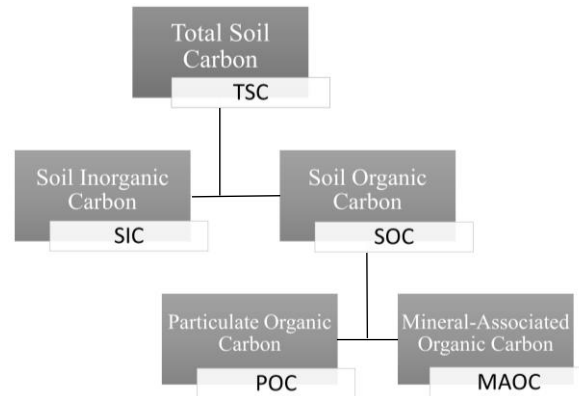 Total Soil
Carbon
TSC
Soil Inorganic
Carbon
SIC
Soil Organic
Carbon
SOC
Particulate Organic
Carbon
POC
Mineral-Associated
Organic Carbon
MAOC